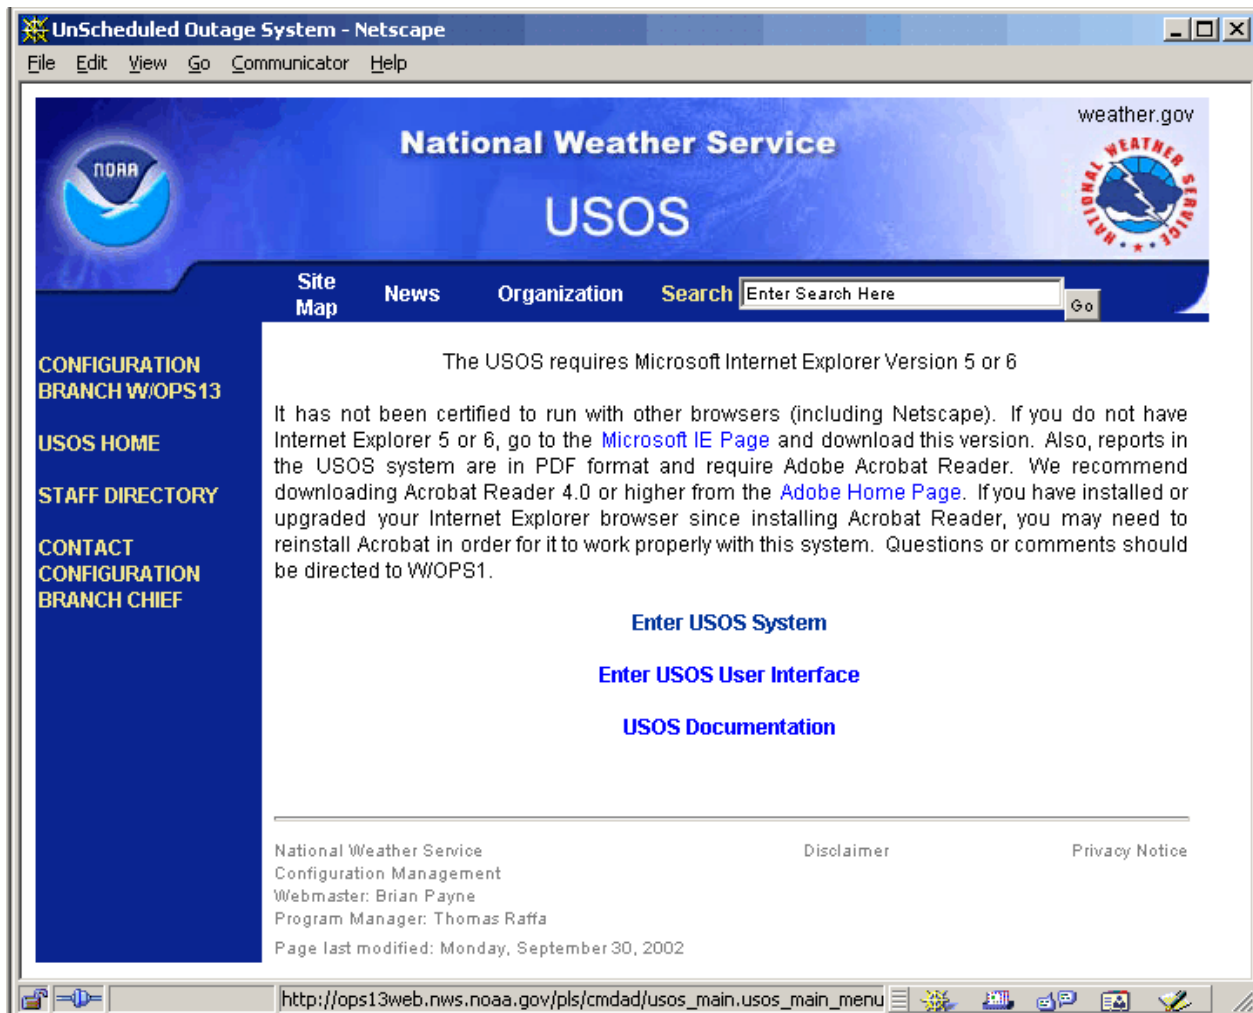 UnScheduled Outage System - Netscape
File Edit View Go Communicator Help
weather.gov
NOAA
National Weather Service
USOS
NATIONAL WEATHER SERVICE
Site Map
News
Organization
Search
Enter Search Here
Go
CONFIGURATION
BRANCH W/OPS13
USOS HOME
STAFF DIRECTORY
CONTACT
CONFIGURATION
BRANCH CHIEF
The USOS requires Microsoft Internet Explorer Version 5 or 6
It has not been certified to run with other browsers (including Netscape). If you do not have
Internet Explorer 5 or 6, go to the Microsoft IE Page and download this version. Also, reports in
the USOS system are in PDF format and require Adobe Acrobat Reader. We recommend
downloading Acrobat Reader 4.0 or higher from the Adobe Home Page. If you have installed or
upgraded your Internet Explorer browser since installing Acrobat Reader, you may need to
reinstall Acrobat in order for it to work properly with this system. Questions or comments should
be directed to W/OPS1.
Enter USOS System
Enter USOS User Interface
USOS Documentation
National Weather Service
Configuration Management
Webmaster: Brian Payne
Program Manager: Thomas Raffa
Page last modified: Monday, September 30, 2002
Disclaimer
Privacy Notice
http://ops13web.nws.noaa.gov/pls/cmdad/usos_main.usos_main_menu